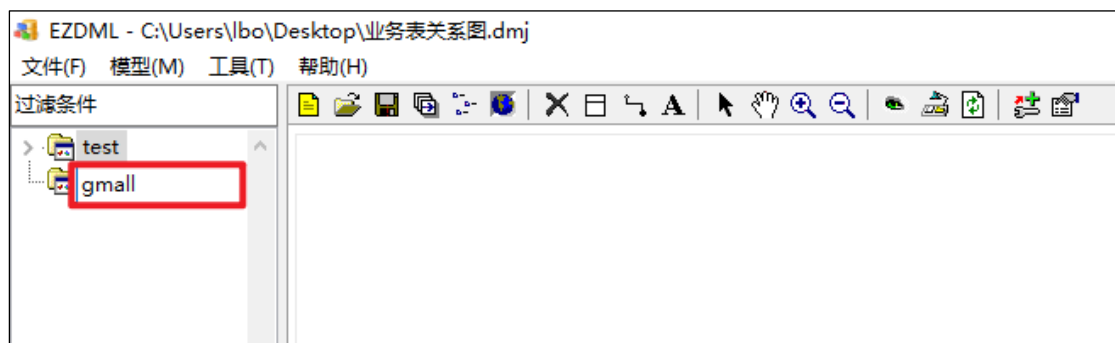 EZDML - C:\Users\lbo\Desktop\业务表关系图.dmj
文件(F) 模型(M) 工具(T) 帮助(H)
过滤条件
A
test
gmall